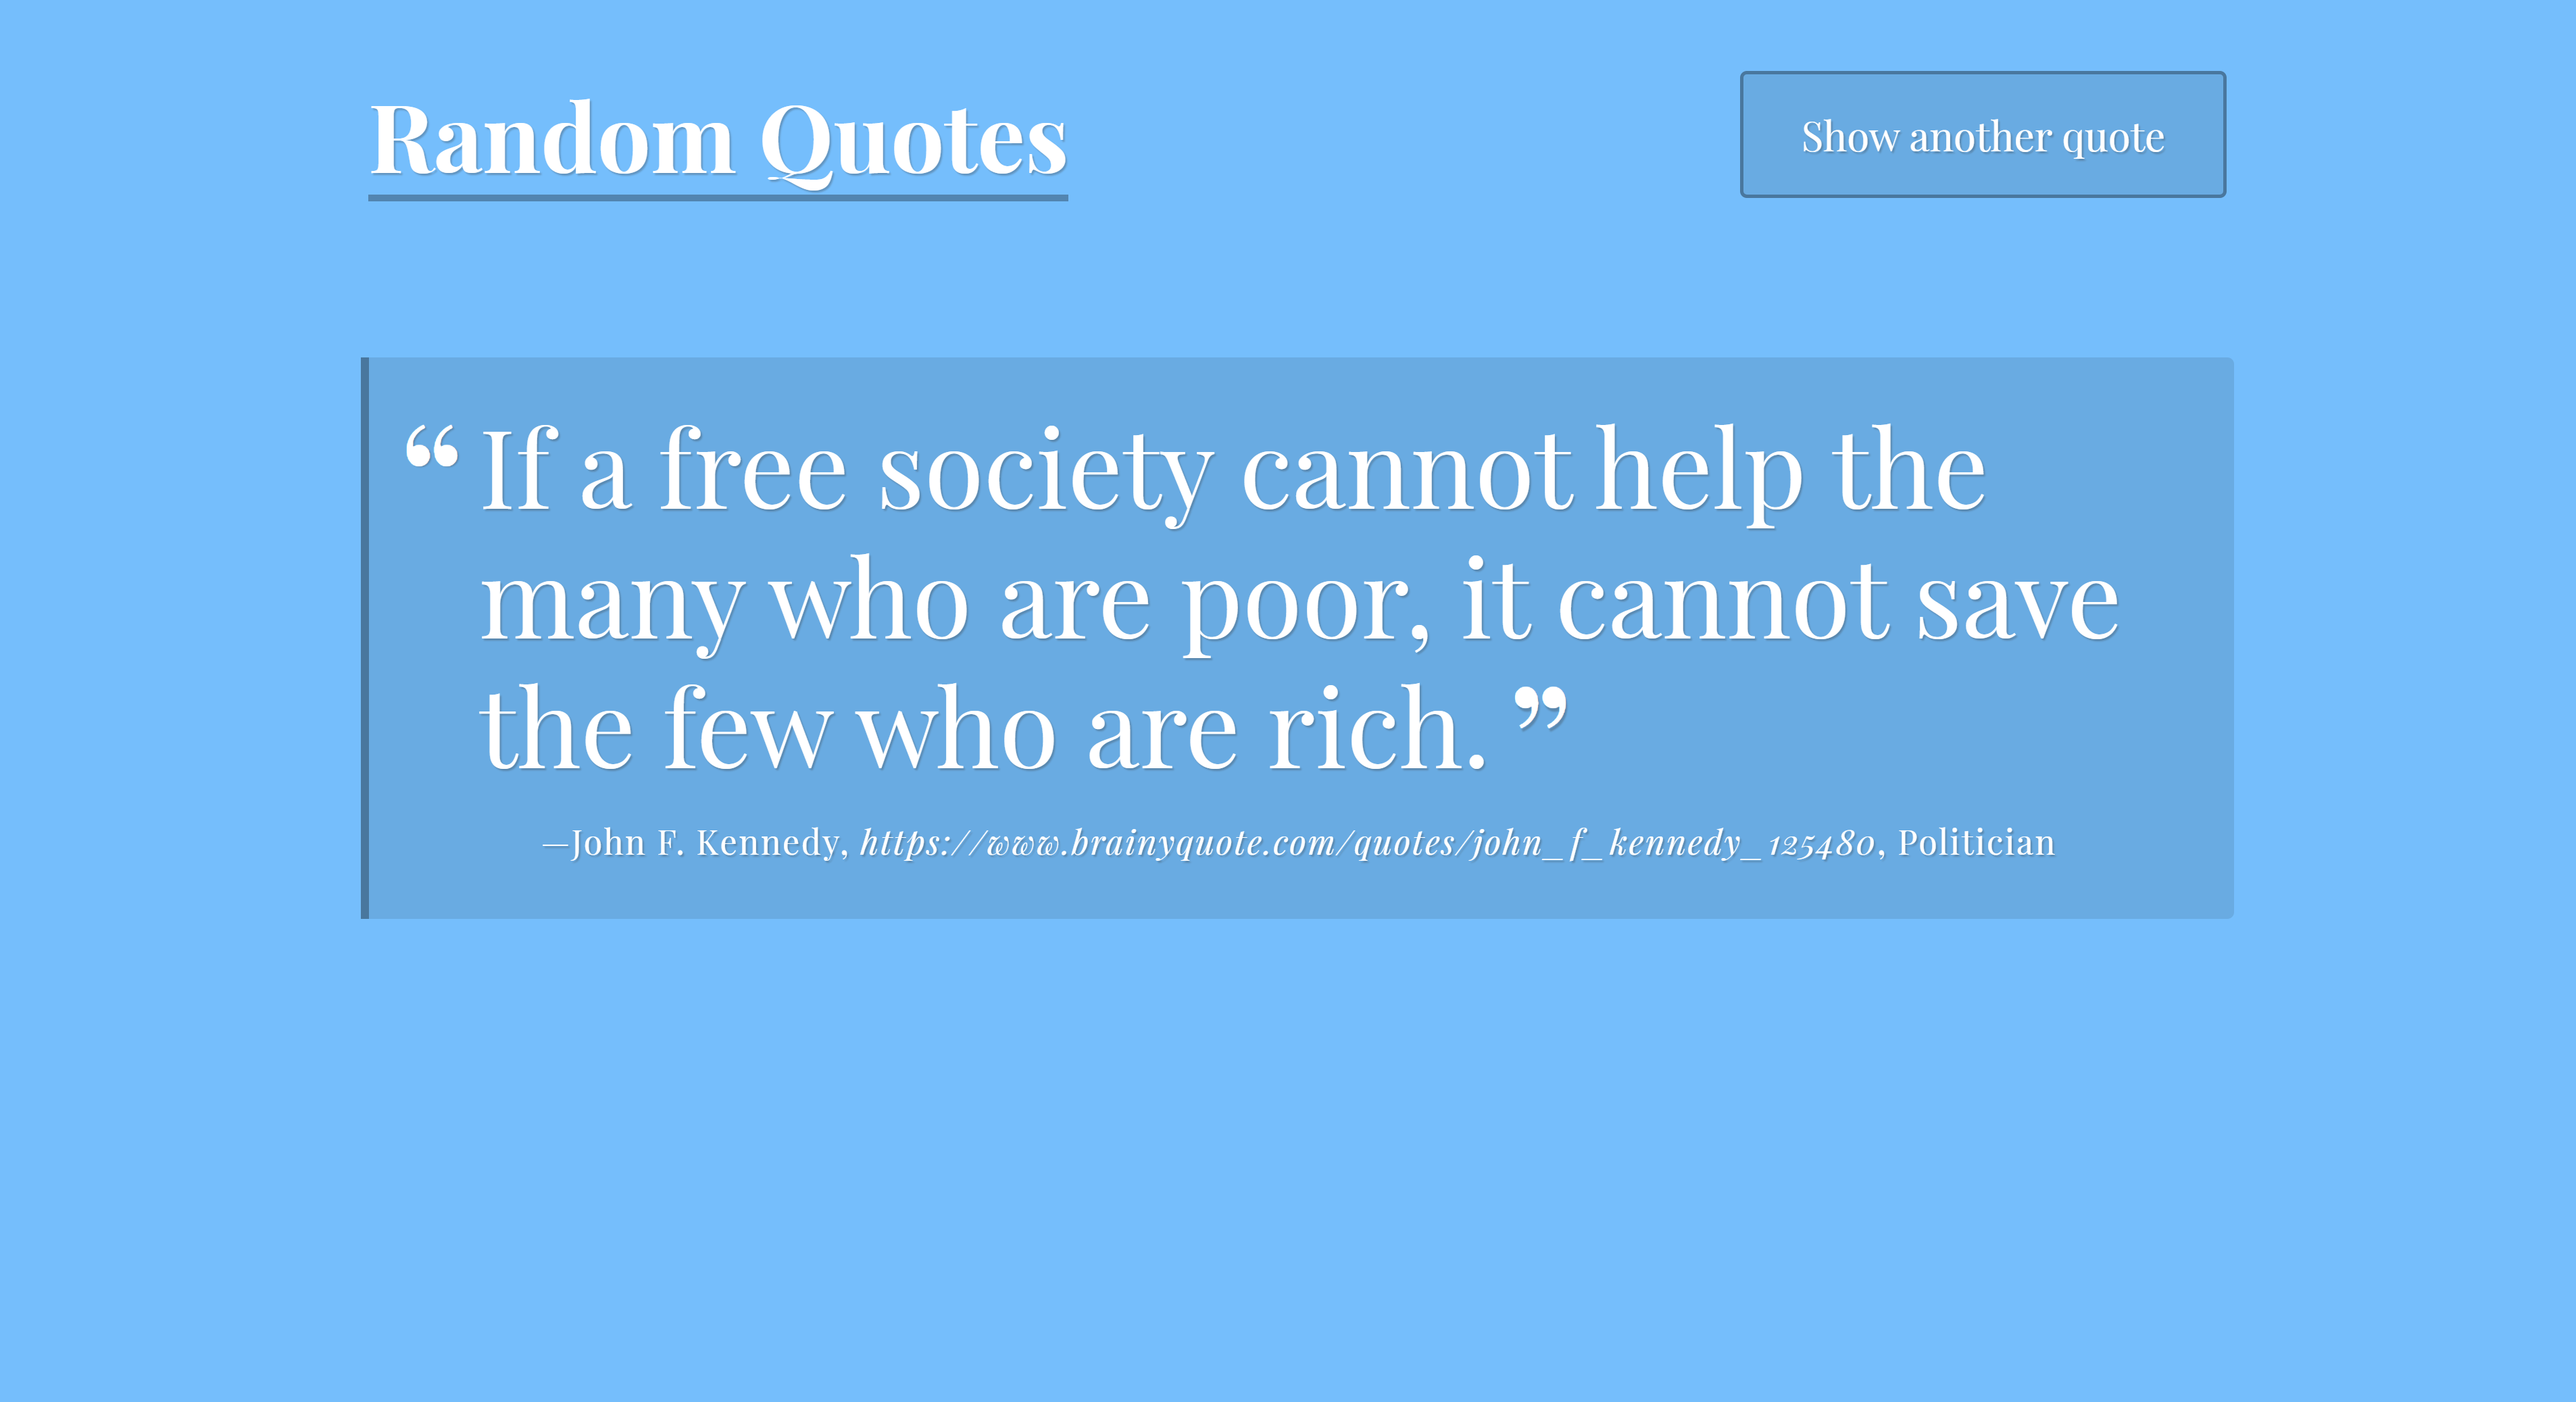 Random Quotes
Show another quote
“ If a free society cannot help the
many who are poor, it cannot save
the few who are rich. ”
—John F. Kennedy, https://www.brainyquote.com/quotes/john_f_kennedy_125480, Politician